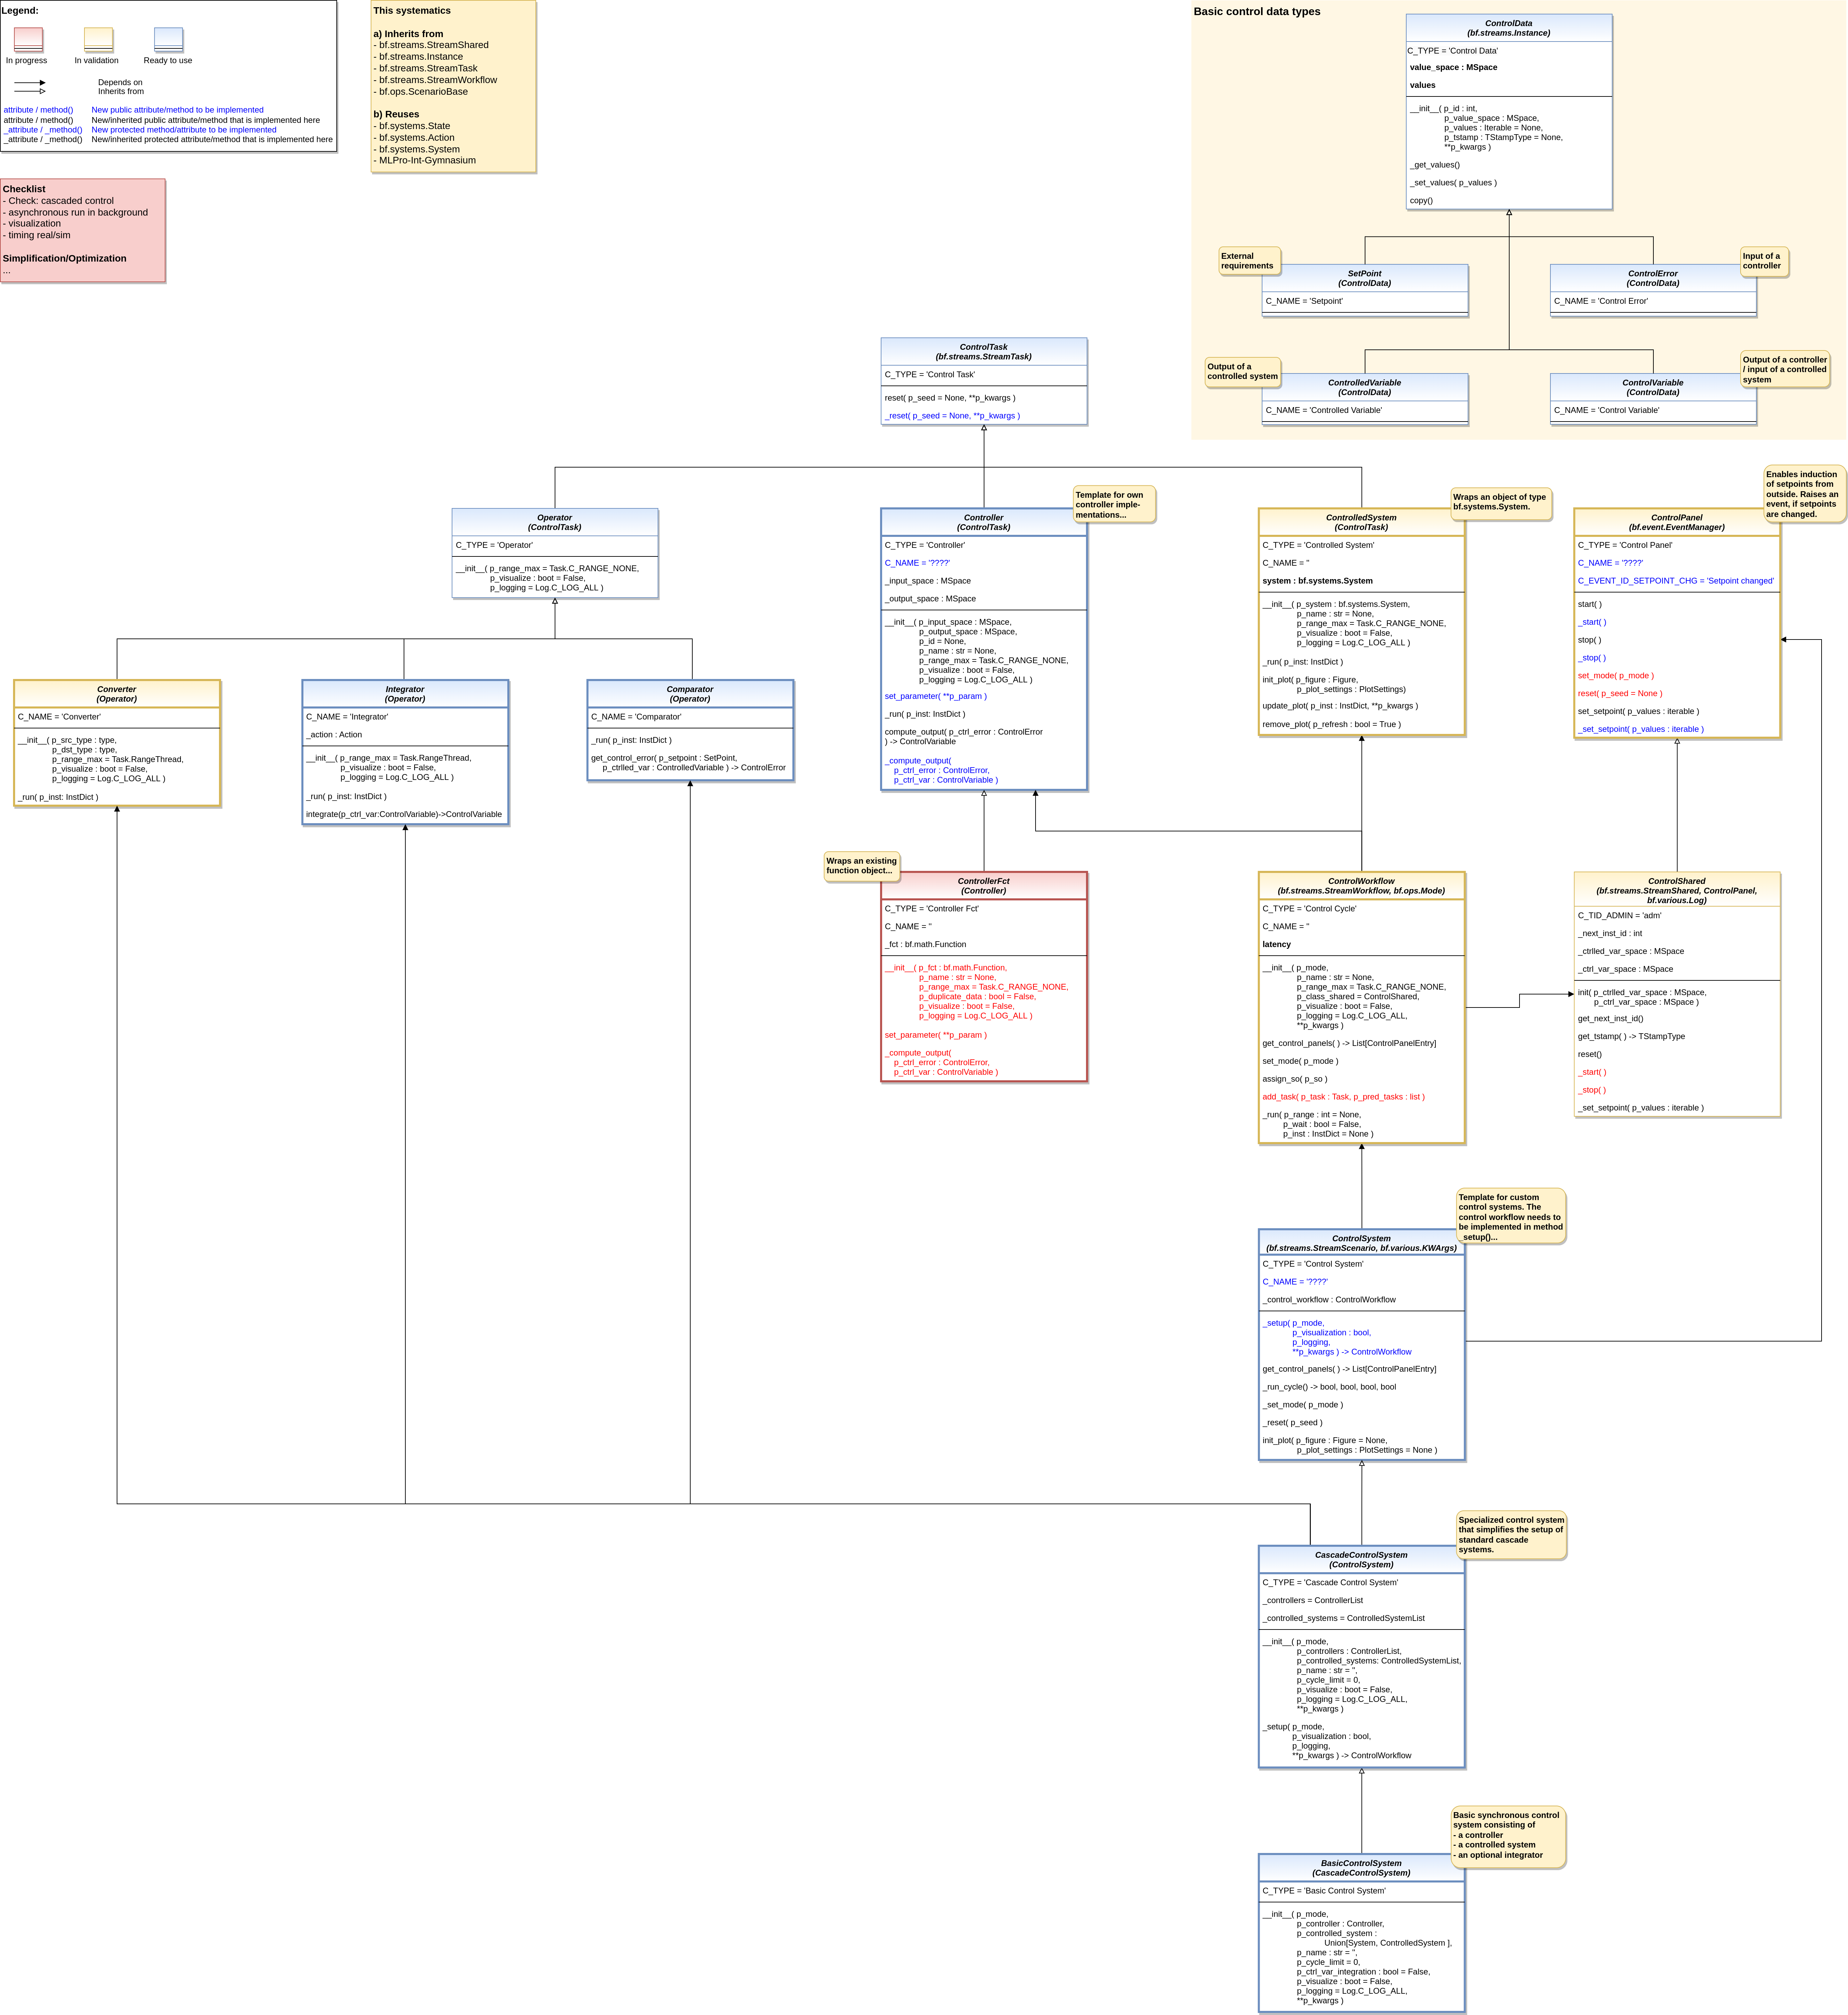 Legend:
In progress
In validation
Ready to use
Depends on
Inherits from
attribute / method() New public attribute/method to be implemented
attribute / method() New/inherited public attribute/method that is implemented here
_attribute / _method() New protected method/attribute to be implemented
_attribute / _method() New/inherited protected attribute/method that is implemented here
This systematics
a) Inherits from
- bf.streams.StreamShared
- bf.streams.Instance
- bf.streams.StreamTask
- bf.streams.StreamWorkflow
- bf.ops.ScenarioBase
b) Reuses
- bf.systems.State
- bf.systems.Action
- bf.systems.System
- MLPro-Int-Gymnasium
Checklist
- Check: cascaded control
- asynchronous run in background
- visualization
- timing real/sim
Simplification/Optimization
...
Basic control data types
ControlData
(bf.streams.Instance)
C_TYPE = 'Control Data'
value_space : MSpace
values
__init__( p_id : int,
p_value_space : MSpace,
p_values : Iterable = None,
p_tstamp : TStampType = None,
**p_kwargs )
_get_values()
_set_values( p_values )
copy()
External
requirements
SetPoint
(ControlData)
C_NAME = 'Setpoint'
Input of a
controller
ControlError
(ControlData)
C_NAME = 'Control Error'
Output of a
controlled system
ControlledVariable
(ControlData)
C_NAME = 'Controlled Variable'
Output of a controller
/ input of a controlled
system
ControlVariable
(ControlData)
C_NAME = 'Control Variable'
ControlTask
(bf.streams.StreamTask)
C_TYPE = 'Control Task'
reset( p_seed = None, **p_kwargs )
_reset( p_seed = None, **p_kwargs )
Operator
(ControlTask)
C_TYPE = 'Operator'
__init__( p_range_max = Task.C_RANGE_NONE,
p_visualize : boot = False,
p_logging = Log.C_LOG_ALL )
Template for own
controller imple-
mentations...
Controller
(ControlTask)
C_TYPE = 'Controller'
C_NAME = '????'
_input_space : MSpace
_output_space : MSpace
__init__( p_input_space : MSpace,
p_output_space : MSpace,
p_id = None,
p_name : str = None,
p_range_max = Task.C_RANGE_NONE,
p_visualize : boot = False,
p_logging = Log.C_LOG_ALL )
set_parameter( **p_param )
_run( p_inst: InstDict )
compute_output( p_ctrl_error : ControlError
) -> ControlVariable
_compute_output(
p_ctrl_error : ControlError,
p_ctrl_var : ControlVariable )
Wraps an object of type
bf.systems.System.
ControlledSystem
(ControlTask)
C_TYPE = 'Controlled System'
C_NAME = ''
system : bf.systems.System
__init__( p_system : bf.systems.System,
p_name : str = None,
p_range_max = Task.C_RANGE_NONE,
p_visualize : boot = False,
p_logging = Log.C_LOG_ALL )
_run( p_inst: InstDict )
init_plot( p_figure : Figure,
p_plot_settings : PlotSettings)
update_plot( p_inst : InstDict, **p_kwargs )
remove_plot( p_refresh : bool = True )
Enables induction
of setpoints from
outside. Raises an
event, if setpoints
are changed.
ControlPanel
(bf.event.EventManager)
C_TYPE = 'Control Panel'
C_NAME = '????'
C_EVENT_ID_SETPOINT_CHG = 'Setpoint changed'
start( )
_start( )
stop( )
_stop( )
set_mode( p_mode )
reset( p_seed = None )
set_setpoint( p_values : iterable )
_set_setpoint( p_values : iterable )
Converter
(Operator)
C_NAME = 'Converter'
__init__( p_src_type : type,
p_dst_type : type,
p_range_max = Task.RangeThread,
p_visualize : boot = False,
p_logging = Log.C_LOG_ALL )
_run( p_inst: InstDict )
Integrator
(Operator)
C_NAME = 'Integrator'
_action : Action
__init__( p_range_max = Task.RangeThread,
p_visualize : boot = False,
p_logging = Log.C_LOG_ALL )
_run( p_inst: InstDict )
integrate(p_ctrl_var:ControlVariable)->ControlVariable
Comparator
(Operator)
C_NAME = 'Comparator'
_run( p_inst: InstDict )
get_control_error( p_setpoint : SetPoint,
p_ctrlled_var : ControlledVariable ) -> ControlError
Wraps an existing
function object...
ControllerFct
(Controller)
C_TYPE = 'Controller Fct'
C_NAME = ''
_fct : bf.math.Function
__init__( p_fct : bf.math.Function,
p_name : str = None,
p_range_max = Task.C_RANGE_NONE,
p_duplicate_data : bool = False,
p_visualize : boot = False,
p_logging = Log.C_LOG_ALL )
set_parameter( **p_param )
_compute_output(
p_ctrl_error : ControlError,
p_ctrl_var : ControlVariable )
ControlWorkflow
(bf.streams.StreamWorkflow, bf.ops.Mode)
C_TYPE = 'Control Cycle'
C_NAME = ''
latency
__init__( p_mode,
p_name : str = None,
p_range_max = Task.C_RANGE_NONE,
p_class_shared = ControlShared,
p_visualize : boot = False,
p_logging = Log.C_LOG_ALL,
**p_kwargs )
get_control_panels( ) -> List[ControlPanelEntry]
set_mode( p_mode )
assign_so( p_so )
add_task( p_task : Task, p_pred_tasks : list )
_run( p_range : int = None,
p_wait : bool = False,
p_inst : InstDict = None )
ControlShared
(bf.streams.StreamShared, ControlPanel,
bf.various.Log)
C_TID_ADMIN = 'adm'
_next_inst_id : int
_ctrlled_var_space : MSpace
_ctrl_var_space : MSpace
init( p_ctrlled_var_space : MSpace,
p_ctrl_var_space : MSpace )
get_next_inst_id()
get_tstamp( ) -> TStampType
reset()
_start( )
_stop( )
_set_setpoint( p_values : iterable )
Template for custom
control systems. The
control workflow needs to
be implemented in method
_setup()...
ControlSystem
(bf.streams.StreamScenario, bf.various.KWArgs)
C_TYPE = 'Control System'
C_NAME = '????'
_control_workflow : ControlWorkflow
_setup( p_mode,
p_visualization : bool,
p_logging,
**p_kwargs ) -> ControlWorkflow
get_control_panels( ) -> List[ControlPanelEntry]
_run_cycle() -> bool, bool, bool, bool
_set_mode( p_mode )
_reset( p_seed )
init_plot( p_figure : Figure = None,
p_plot_settings : PlotSettings = None )
Specialized control system
that simplifies the setup of
standard cascade
systems.
CascadeControlSystem
(ControlSystem)
C_TYPE = 'Cascade Control System'
_controllers = ControllerList
_controlled_systems = ControlledSystemList
__init__( p_mode,
p_controllers : ControllerList,
p_controlled_systems: ControlledSystemList,
p_name : str = '',
p_cycle_limit = 0,
p_visualize : boot = False,
p_logging = Log.C_LOG_ALL,
**p_kwargs )
_setup( p_mode,
p_visualization : bool,
p_logging,
**p_kwargs ) -> ControlWorkflow
Basic synchronous control
system consisting of
- a controller
- a controlled system
- an optional integrator
BasicControlSystem
(CascadeControlSystem)
C_TYPE = 'Basic Control System'
__init__( p_mode,
p_controller : Controller,
p_controlled_system :
Union[System, ControlledSystem ],
p_name : str = '',
p_cycle_limit = 0,
p_ctrl_var_integration : bool = False,
p_visualize : boot = False,
p_logging = Log.C_LOG_ALL,
**p_kwargs )